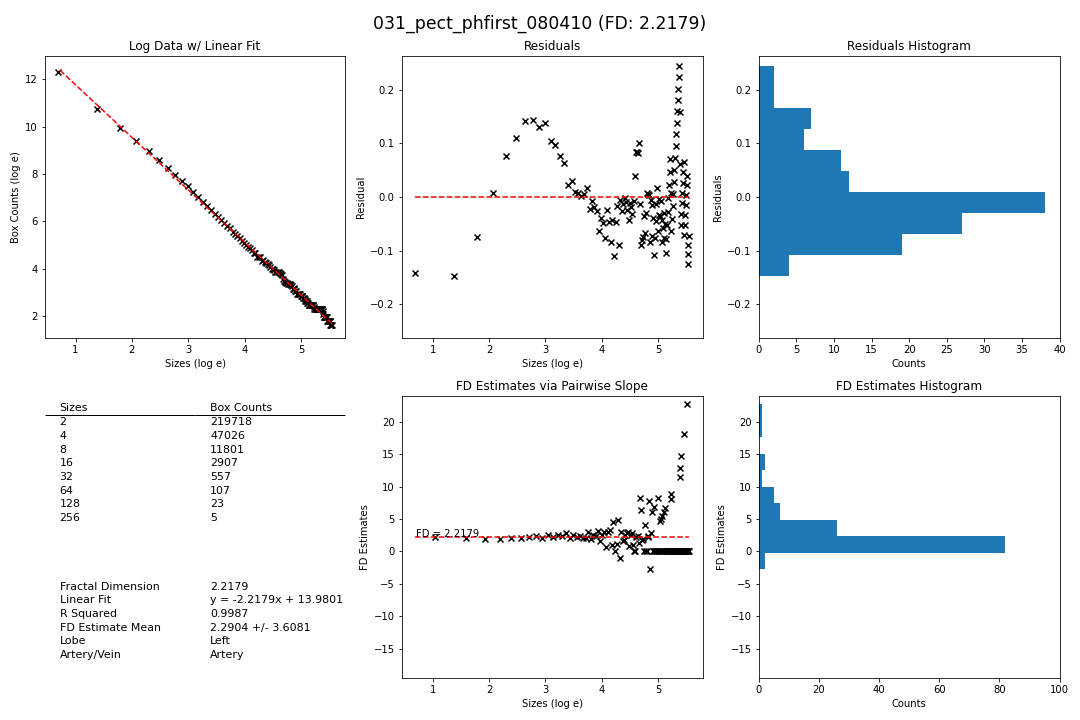 031_pect_phfirst_080410 (FD: 2.2179)
Log Data w/ Linear Fit
Box Counts (log e)
12
10
8
6
4
2
1 2 3 4 5
Sizes (log e)
Residuals
Residual
0.2
0.1
0.0
−0.1
−0.2
1 2 3 4 5
Sizes (log e)
Residuals Histogram
Residuals
0.2
0.1
0.0
−0.1
−0.2
0 5 10 15 20 25 30 35 40
Counts
Sizes Box Counts
2 219718
4 47026
8 11801
16 2907
32 557
64 107
128 23
256 5
Fractal Dimension 2.2179
Linear Fit y = -2.2179x + 13.9801
R Squared 0.9987
FD Estimate Mean 2.2904 +/- 3.6081
Lobe Left
Artery/Vein Artery
FD Estimates via Pairwise Slope
FD Estimates
20
15
10
5
0
−5
−10
−15
FD = 2.2179
1 2 3 4 5
Sizes (log e)
FD Estimates Histogram
FD Estimates
20
15
10
5
0
−5
−10
−15
0 20 40 60 80 100
Counts